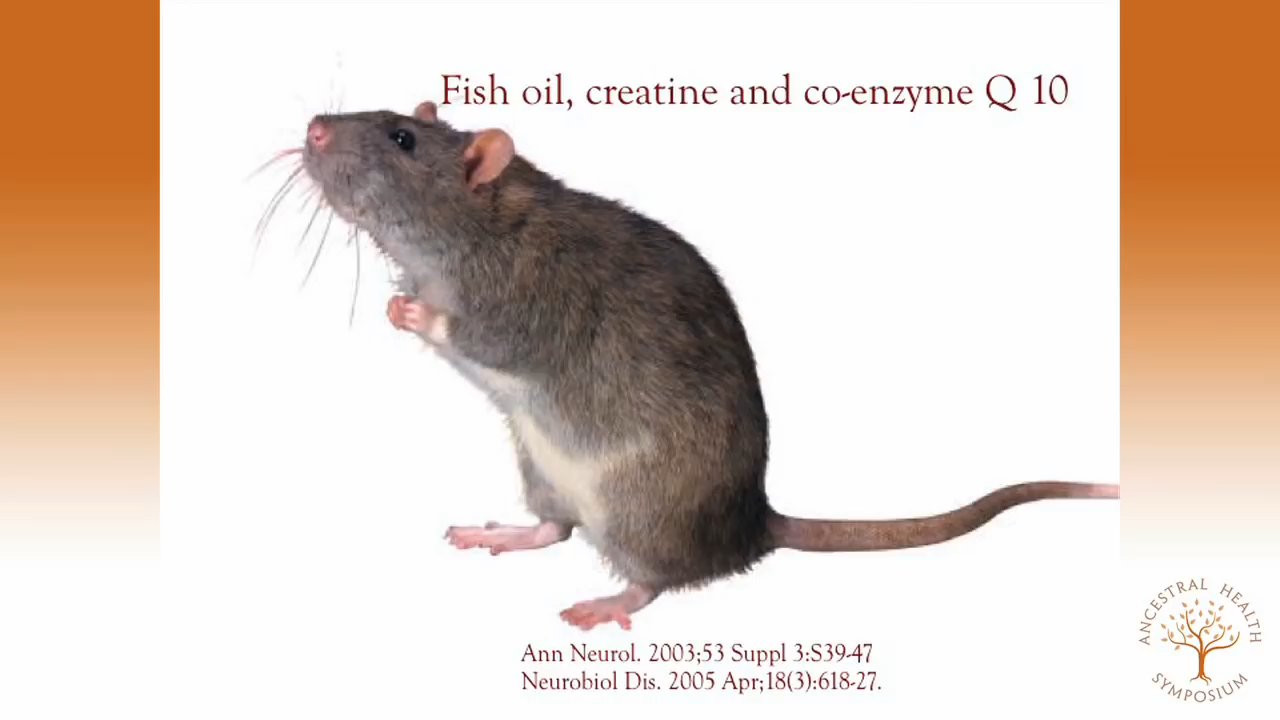 Fish oil, creatine and co-enzyme Q 10
Ann Neurol. 2003;53 Suppl 3:S39-47
Neurobiol Dis. 2005 Apr;18(3):618-27.
ANCESTRAL HEALTH
SYMPOSIUM